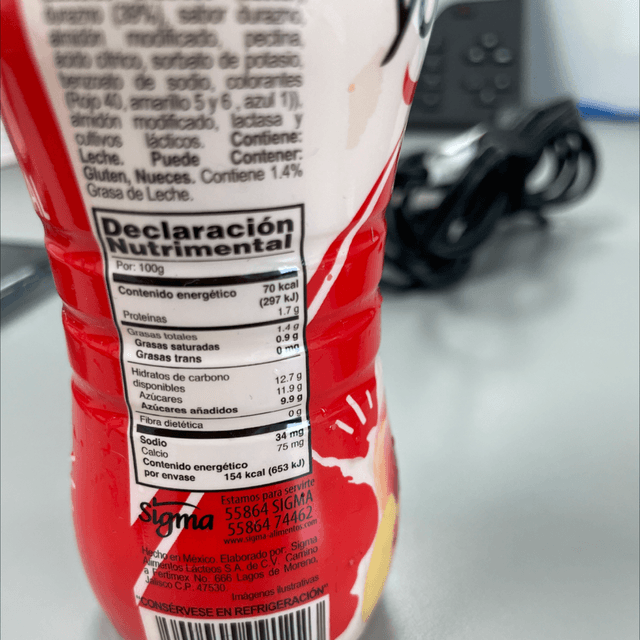 durazno (39%), sabor durazno,
almidón modificado, pectina,
ácido cítrico, sorbato de potasio,
benzoato de sodio, colorantes
(Rojo 40, amarillo 5 y 6 , azul 1)),
almidón modificado, lactasa y
cultivos lácticos. Contiene:
Leche. Puede Contener:
Gluten, Nueces. Contiene 1.4%
Grasa de Leche.
Declaración
Nutrimental
Por: 100g
Contenido energético 70 kcal
(297 kJ)
Proteínas 1.7 g
Grasas totales 1.4 g
Grasas saturadas 0.9 g
Grasas trans 0 mg
Hidratos de carbono
disponibles 12.7 g
Azúcares 11.9 g
Azúcares añadidos 9.9 g
Fibra dietética 0 g
Sodio 34 mg
Calcio 75 mg
Contenido energético
por envase 154 kcal (653 kJ)
Sigma
Estamos para servirte
55864 SIGMA
55864 74462
www.sigma-alimentos.com
Hecho en México. Elaborado por: Sigma
Alimentos Lácteos S.A. de C.V. Camino
a Fertimex No. 666 Lagos de Moreno,
Jalisco C.P. 47530.
Imágenes ilustrativas
"CONSÉRVESE EN REFRIGERACIÓN"